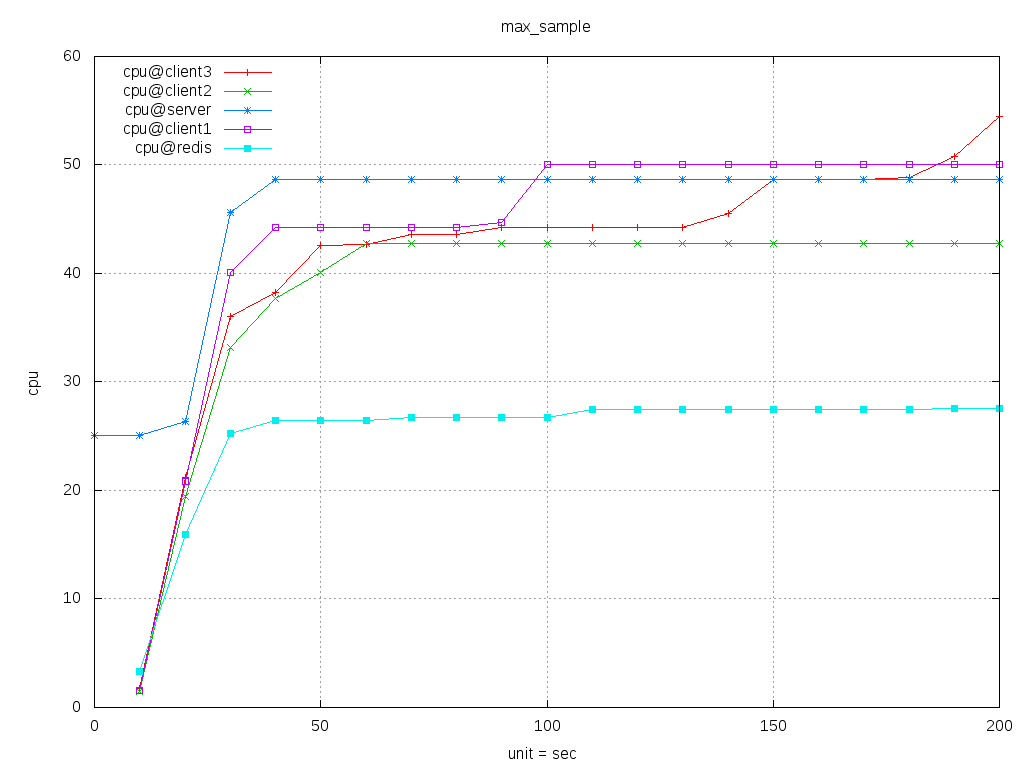 max_sample
60
cpu@client3
cpu@client2
cpu@server
cpu@client1
cpu@redis
50
40
30
cpu
20
10
0
0 50 100 150 200
unit = sec